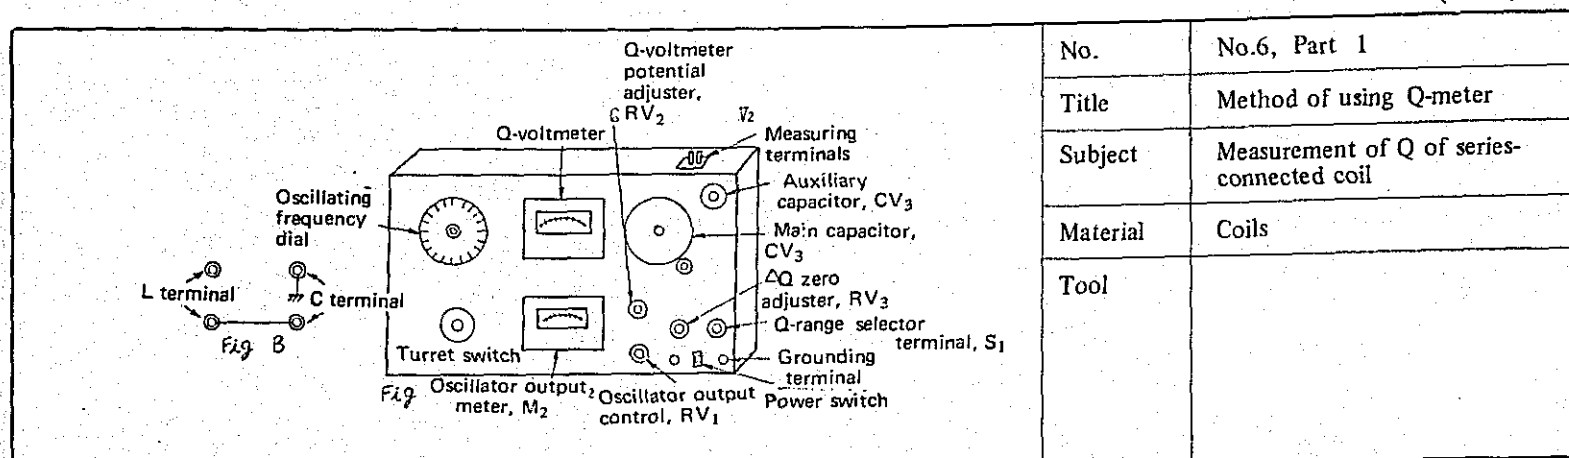 Q-voltmeter
potential
adjuster,
G RV2
V2
Q-voltmeter
Measuring
terminals
Auxiliary
capacitor, CV3
Main capacitor,
CV3
ΔQ zero
adjuster, RV3
Q-range selector
terminal, S1
Grounding
terminal
Power switch
Oscillating
frequency
dial
L terminal
C terminal
Fig B
Turret switch
Fig
Oscillator output2
meter, M2
Oscillator output
control, RV1
No.
No.6, Part 1
Title
Method of using Q-meter
Subject
Measurement of Q of series-
connected coil
Material
Coils
Tool